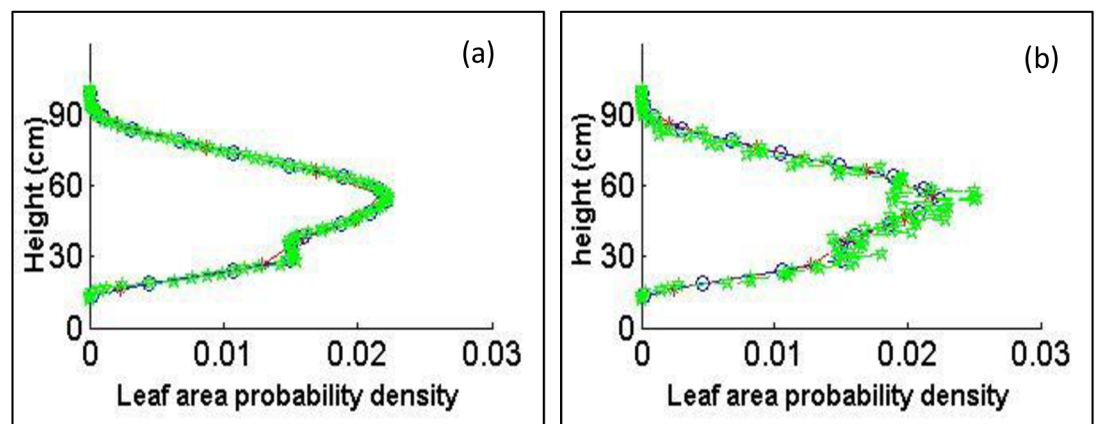 (a)
Height (cm)
90
60
30
0
0 0.01 0.02 0.03
Leaf area probability density
(b)
height (cm)
90
60
30
0
0 0.01 0.02 0.03
Leaf area probability density